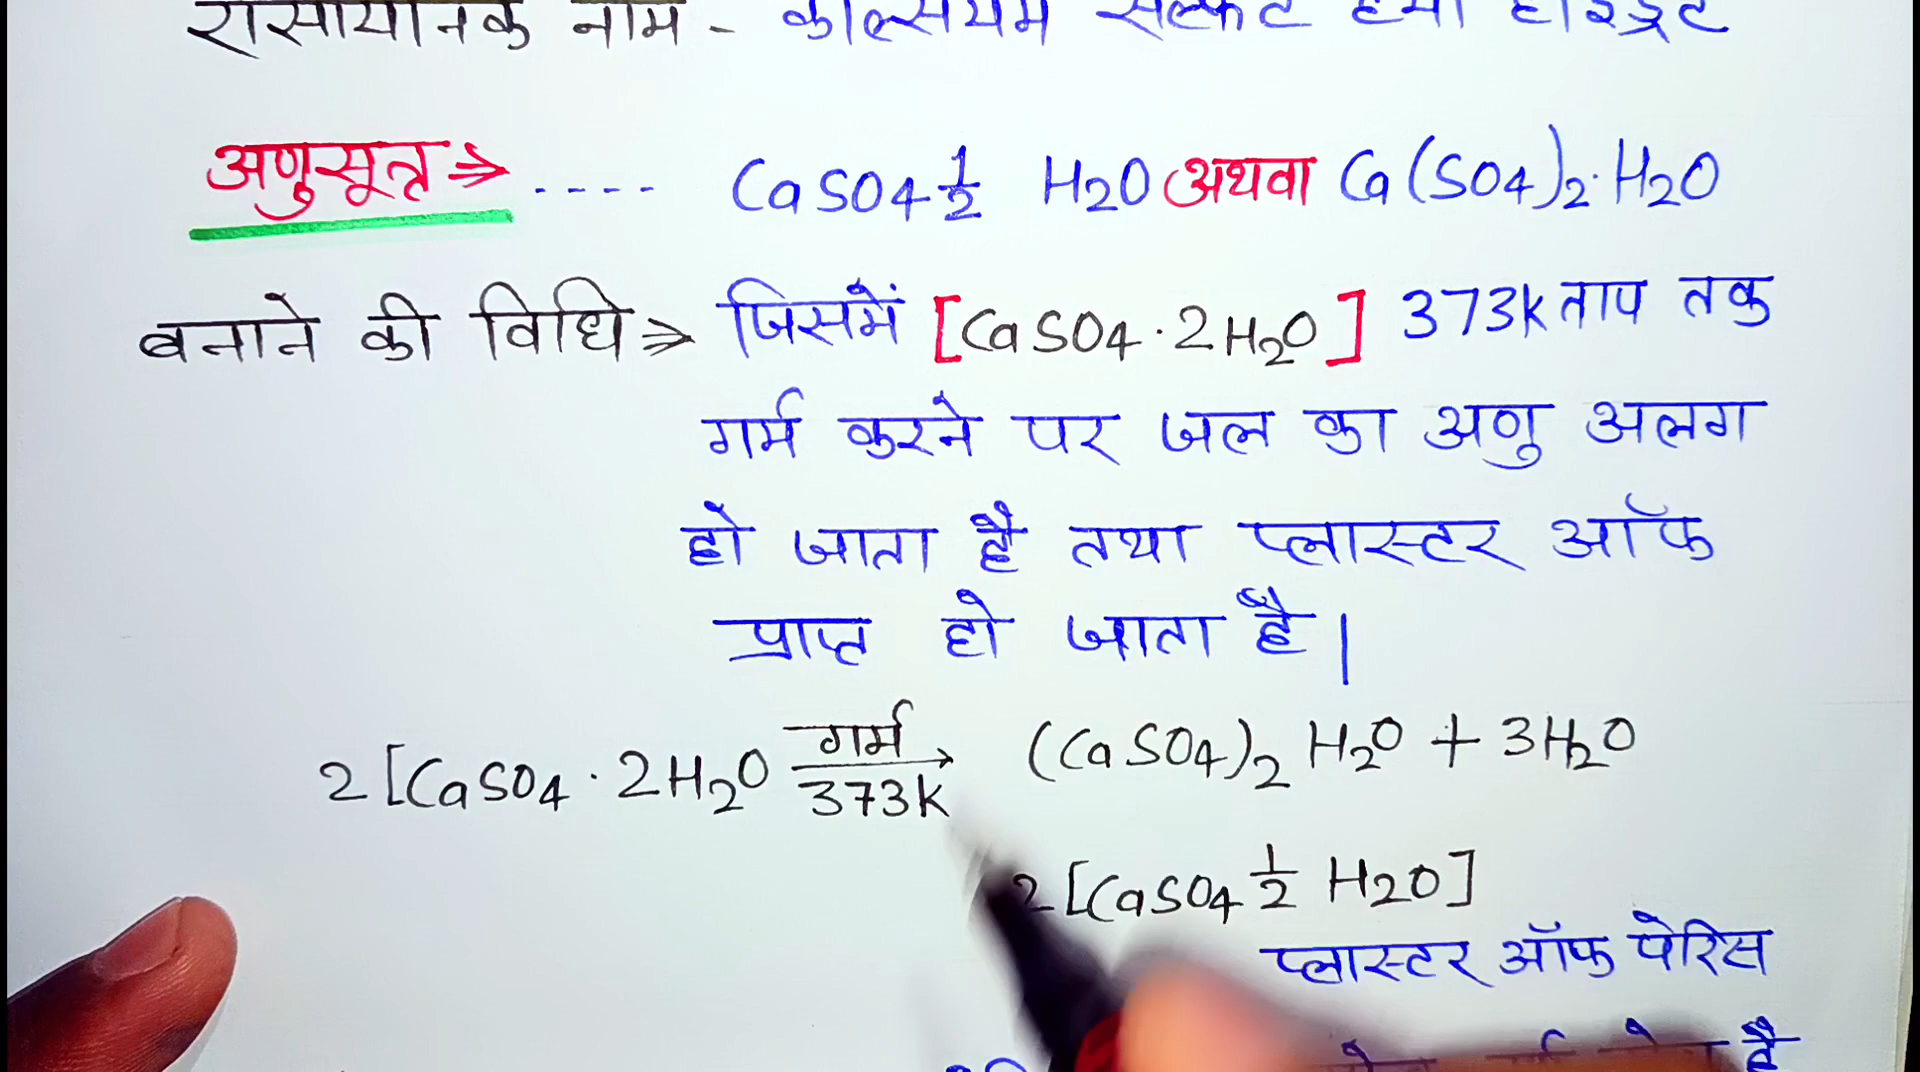 रासायनिक नाम - कैल्सियम सल्फेट हेमी हाइड्रेट
अणुसूत्र ⇒ .---- CaSO4 1/2 H2O अथवा Ca(SO4)2·H2O
बनाने की विधि ⇒ जिसमें [CaSO4·2H2O] 373k ताप तक
गर्म करने पर जल का अणु अलग
हो जाता है तथा प्लास्टर ऑफ
प्राप्त हो जाता है।
2[CaSO4·2H2O गर्म → 373K (CaSO4)2 H2O + 3H2O
2[CaSO4 1/2 H2O]
प्लास्टर ऑफ पेरिस
है